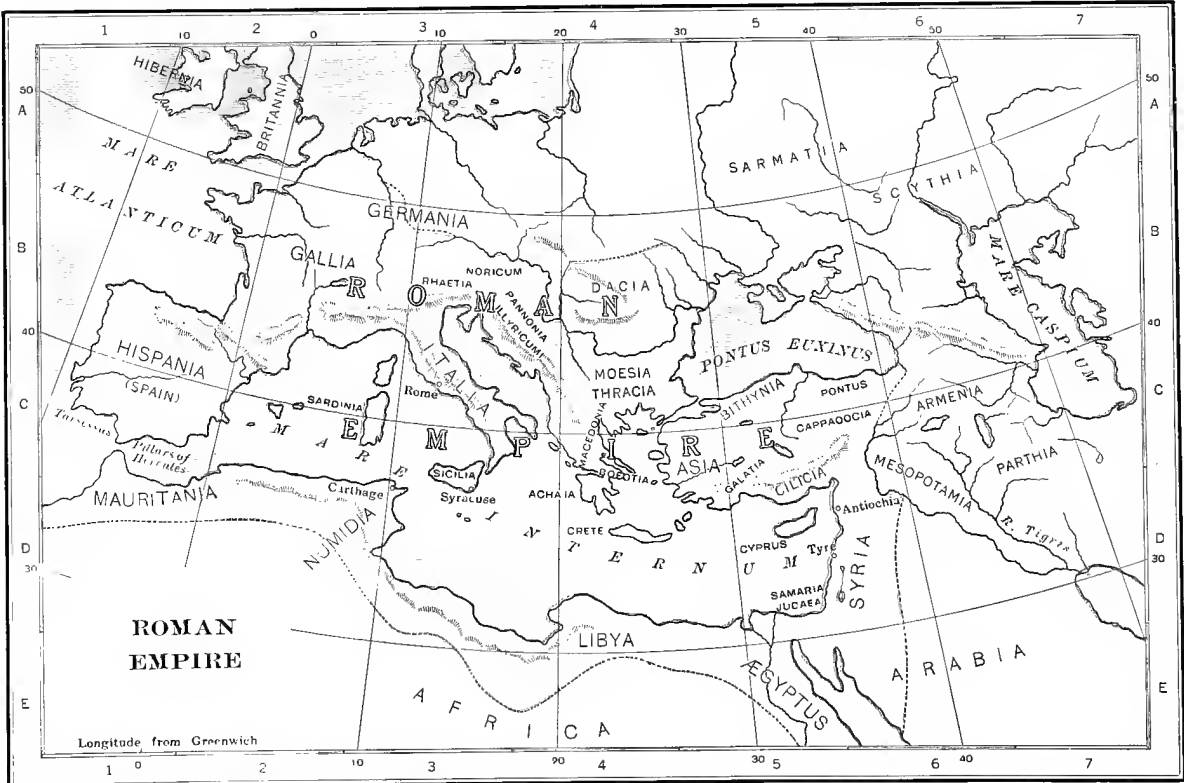 1 10 2 0 3 10 4 20 30 5 40 6 50 7
HIBERNIA
50
A
BRITANNIA
50
A
MARE
ATLANTICUM
SARMATIA
SCYTHIA
GERMANIA
B
GALLIA
NORICUM
RHAETIA
DACIA
B
MARE CASPIUM
ROMAN
PANNONIA
ILLYRICUM
40
HISPANIA
(SPAIN)
ITALIA
PONTUS EUXINUS
40
MOESIA
THRACIA
BITHYNIA
PONTUS
ARMENIA
C
SARDINIA
Rome
CAPPAOOCIA
C
Tartessus
Pillars of
Hercules
MARE
EMPIRE
MACEDONIA
ASIA
GALATIA
CILICIA
MESOPOTAMIA
PARTHIA
SICILIA
BOEOTIA
MAURITANIA
Carthage
Syracuse
ACHAIA
Antiochia
NUMIDIA
CRETE
R. Tigris
D
INTERNUM
CYPRUS
Tyre
D
30
SYRIA
30
SAMARIA
JUCAEA
ROMAN
EMPIRE
LIBYA
ARABIA
ÆGYPTUS
E
AFRICA
E
Longitude from Greenwich
1 0 2 10 3 20 4 30 5 6 40 7